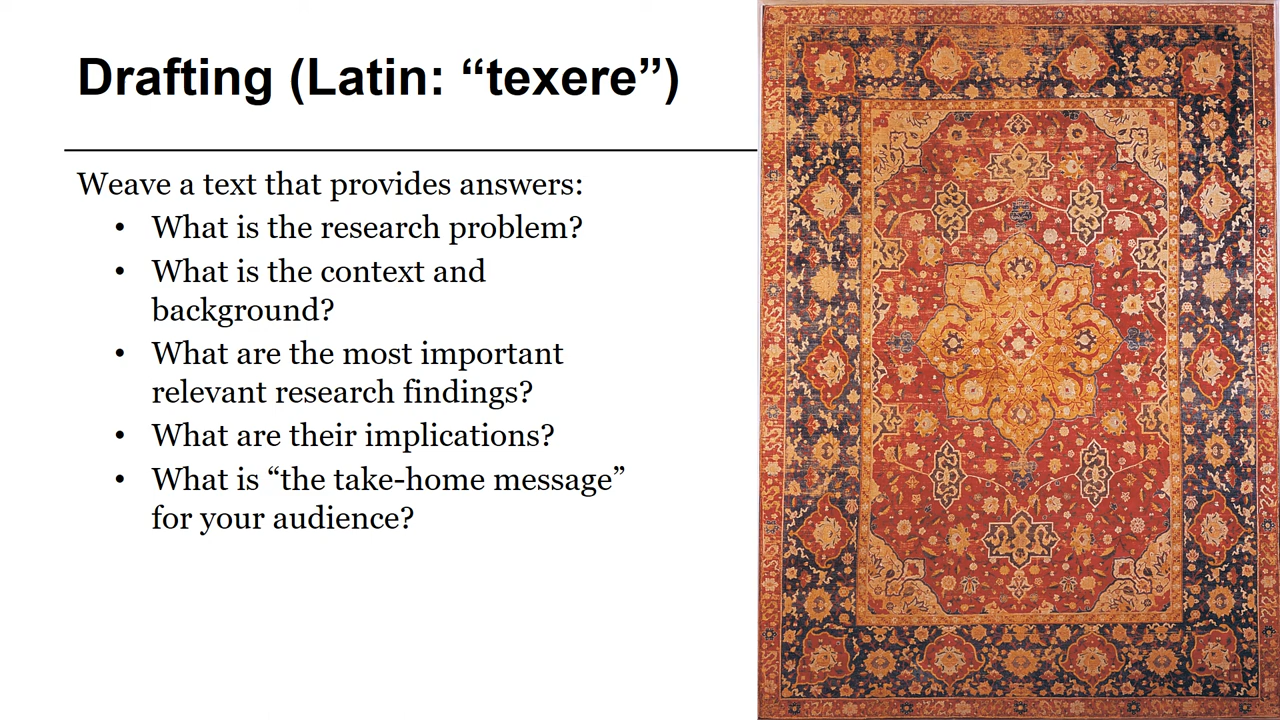 Drafting (Latin: “texere”)
Weave a text that provides answers:
• What is the research problem?
• What is the context and
background?
• What are the most important
relevant research findings?
• What are their implications?
• What is “the take-home message”
for your audience?